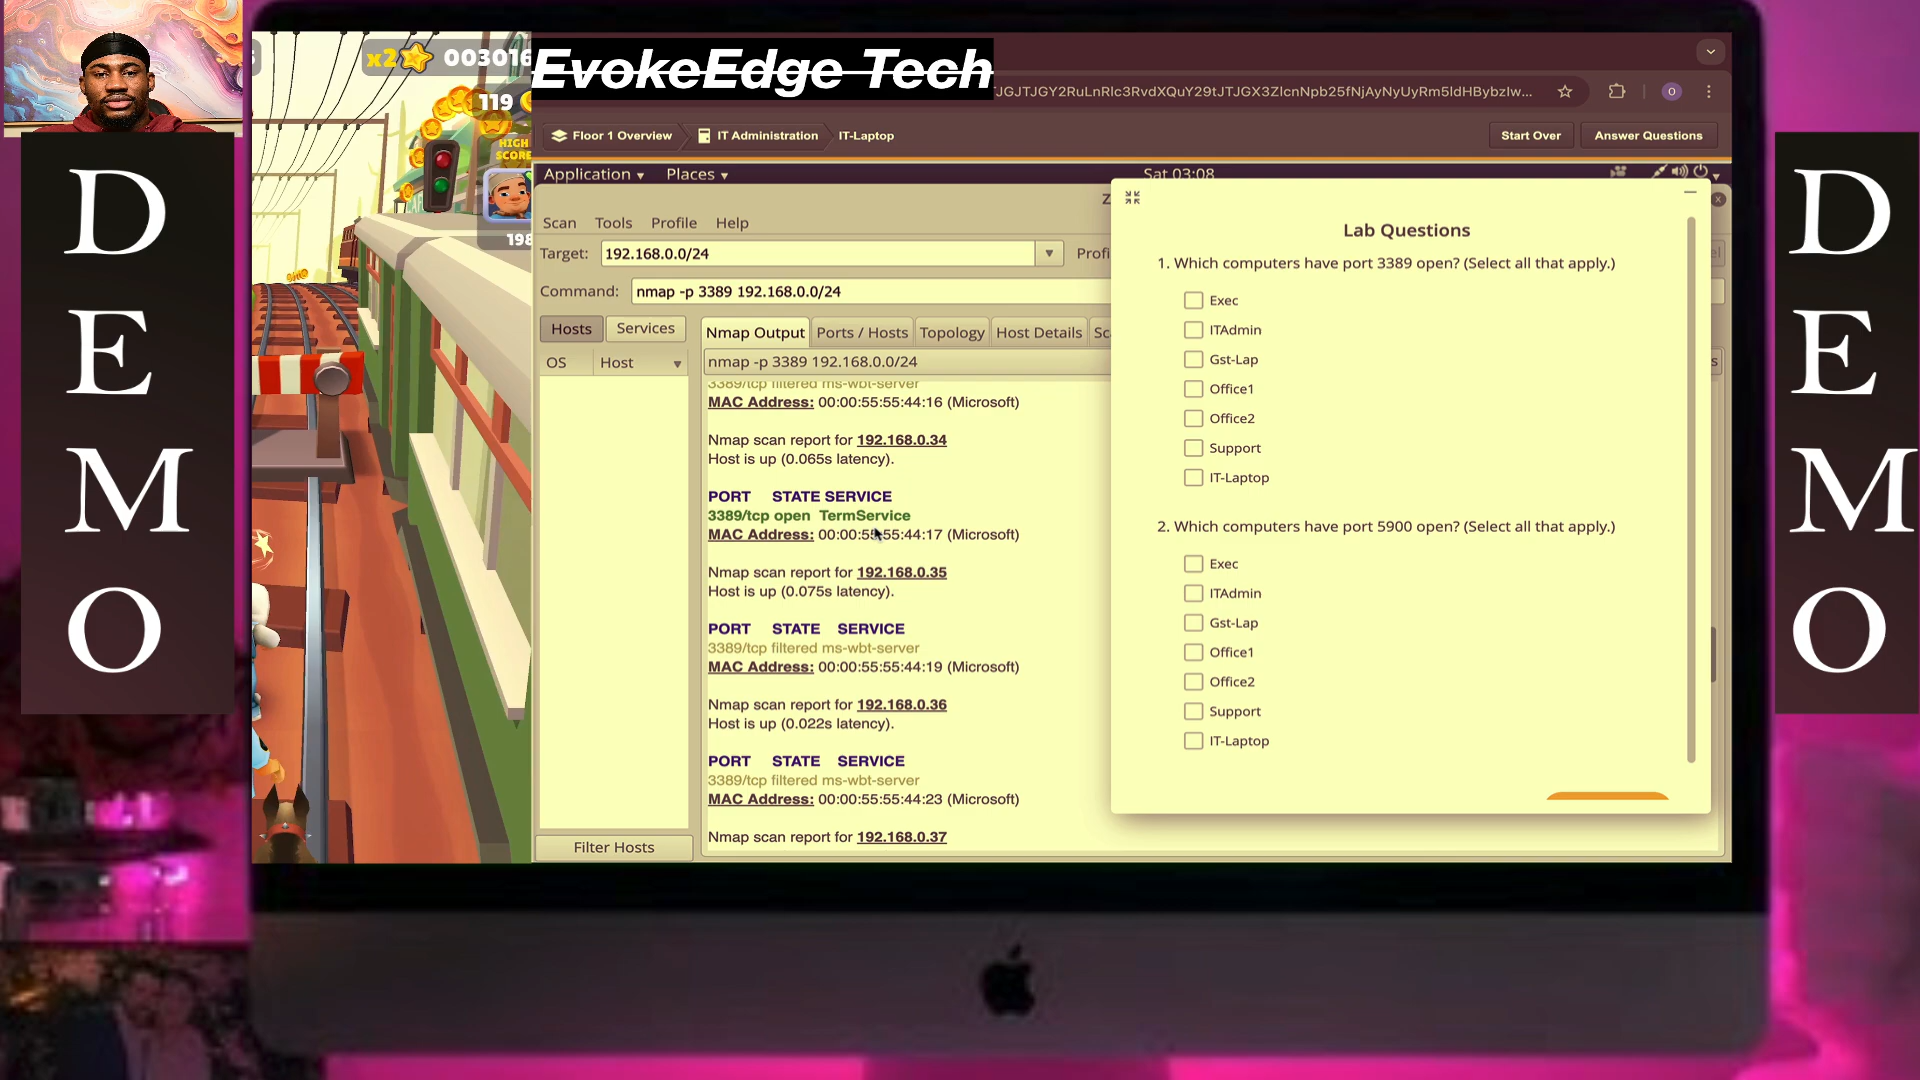 DEMO
DEMO
x2
003016
119
HIGH
SCORE
198
EvokeEdge Tech
TJGJTJGY2RuLnRlc3RvdXQuY29tJTJGX3ZlcnNpb25fNjAyNyUyRm5ldHBybzIw...
O
Floor 1 Overview
IT Administration
IT-Laptop
Start Over
Answer Questions
Application
Places
Sat 03:08
Z
Scan
Tools
Profile
Help
Target:
192.168.0.0/24
Profi
Command:
nmap -p 3389 192.168.0.0/24
Hosts
Services
OS
Host
Filter Hosts
Nmap Output
Ports / Hosts
Topology
Host Details
Sc
nmap -p 3389 192.168.0.0/24
3389/tcp filtered ms-wbt-server
MAC Address: 00:00:55:55:44:16 (Microsoft)
Nmap scan report for 192.168.0.34
Host is up (0.065s latency).
PORT STATE SERVICE
3389/tcp open TermService
MAC Address: 00:00:55:55:44:17 (Microsoft)
Nmap scan report for 192.168.0.35
Host is up (0.075s latency).
PORT STATE SERVICE
3389/tcp filtered ms-wbt-server
MAC Address: 00:00:55:55:44:19 (Microsoft)
Nmap scan report for 192.168.0.36
Host is up (0.022s latency).
PORT STATE SERVICE
3389/tcp filtered ms-wbt-server
MAC Address: 00:00:55:55:44:23 (Microsoft)
Nmap scan report for 192.168.0.37
Lab Questions
1. Which computers have port 3389 open? (Select all that apply.)
Exec
ITAdmin
Gst-Lap
Office1
Office2
Support
IT-Laptop
2. Which computers have port 5900 open? (Select all that apply.)
Exec
ITAdmin
Gst-Lap
Office1
Office2
Support
IT-Laptop